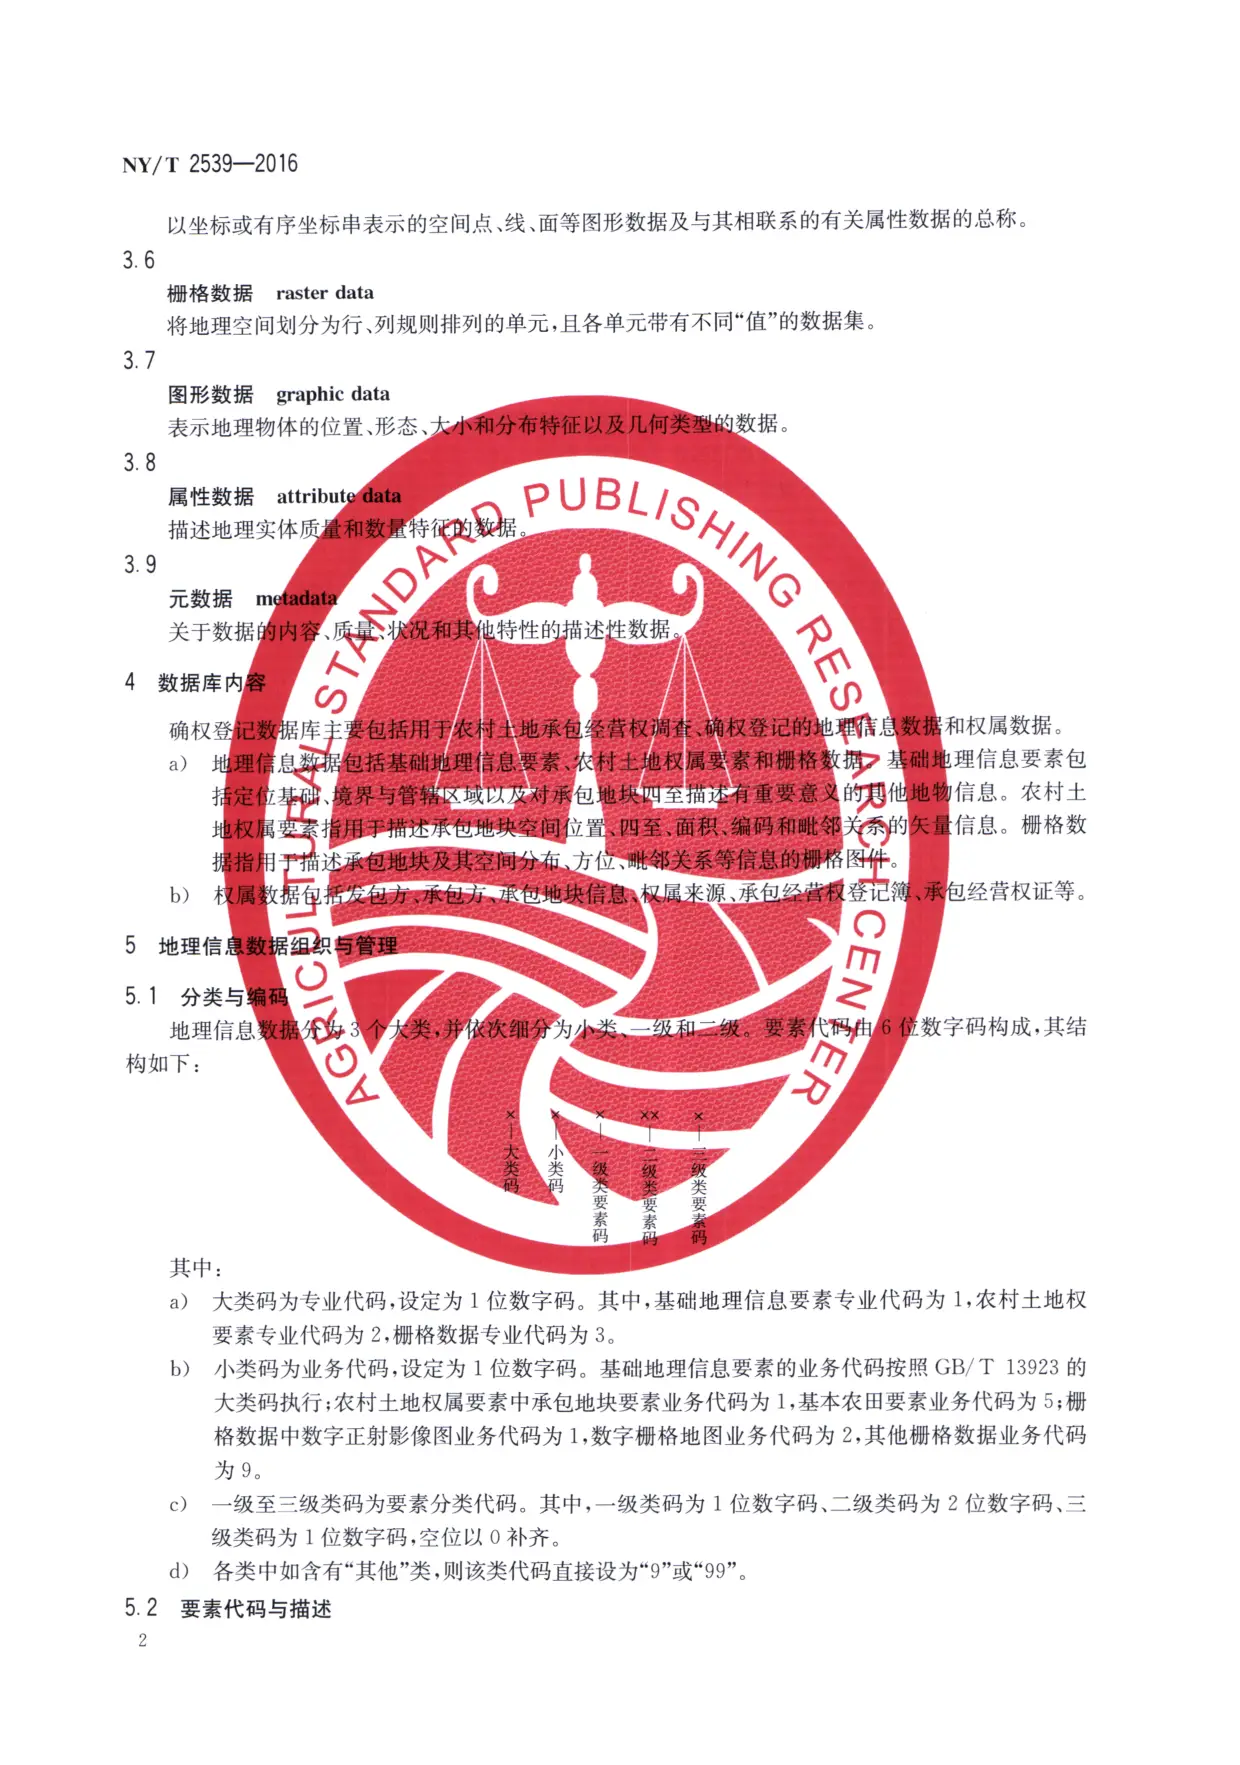 NY/T 2539—2016
以坐标或有序坐标串表示的空间点、线、面等图形数据及与其相联系的有关属性数据的总称。
3.6
栅格数据 raster data
将地理空间划分为行、列规则排列的单元,且各单元带有不同“值”的数据集。
3.7
图形数据 graphic data
表示地理物体的位置、形态、大小和分布特征以及几何类型的数据。
3.8
属性数据 attribute data
描述地理实体质量和数量特征的数据。
3.9
元数据 metadata
关于数据的内容、质量、状况和其他特性的描述性数据。
4 数据库内容
确权登记数据库主要包括用于农村土地承包经营权调查、确权登记的地理信息数据和权属数据。
a) 地理信息数据包括基础地理信息要素、农村土地权属要素和栅格数据。基础地理信息要素包
括定位基础、境界与管辖区域以及对承包地块四至描述有重要意义的其他地物信息。农村土
地权属要素指用于描述承包地块空间位置、四至、面积、编码和毗邻关系的矢量信息。栅格数
据指用于描述承包地块及其空间分布、方位、毗邻关系等信息的栅格图件。
b) 权属数据包括发包方、承包方、承包地块信息、权属来源、承包经营权登记簿、承包经营权证等。
5 地理信息数据组织与管理
5.1 分类与编码
地理信息数据分为3个大类,并依次细分为小类、一级和二级。要素代码由6位数字码构成,其结
构如下:
× × × ×× ×
大类码
小类码
一级类要素码
二级类要素码
三级类要素码
其中:
a) 大类码为专业代码,设定为1位数字码。其中,基础地理信息要素专业代码为1,农村土地权
要素专业代码为2,栅格数据专业代码为3。
b) 小类码为业务代码,设定为1位数字码。基础地理信息要素的业务代码按照GB/T 13923的
大类码执行;农村土地权属要素中承包地块要素业务代码为1,基本农田要素业务代码为5;栅
格数据中数字正射影像图业务代码为1,数字栅格地图业务代码为2,其他栅格数据业务代码
为9。
c) 一级至三级类码为要素分类代码。其中,一级类码为1位数字码、二级类码为2位数字码、三
级类码为1位数字码,空位以0补齐。
d) 各类中如含有“其他”类,则该类代码直接设为“9”或“99”。
5.2 要素代码与描述
2
AGRICULTURAL STANDARD PUBLISHING RESEARCH CENTER